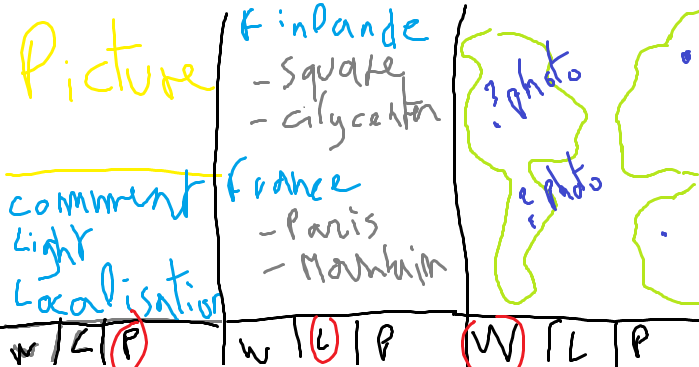 Picture
comment
Light
Localisation
W L P
Finlande
- square
- citycenter
France
- Paris
- Mountain
W L P
3 photo
2 photo
W L P